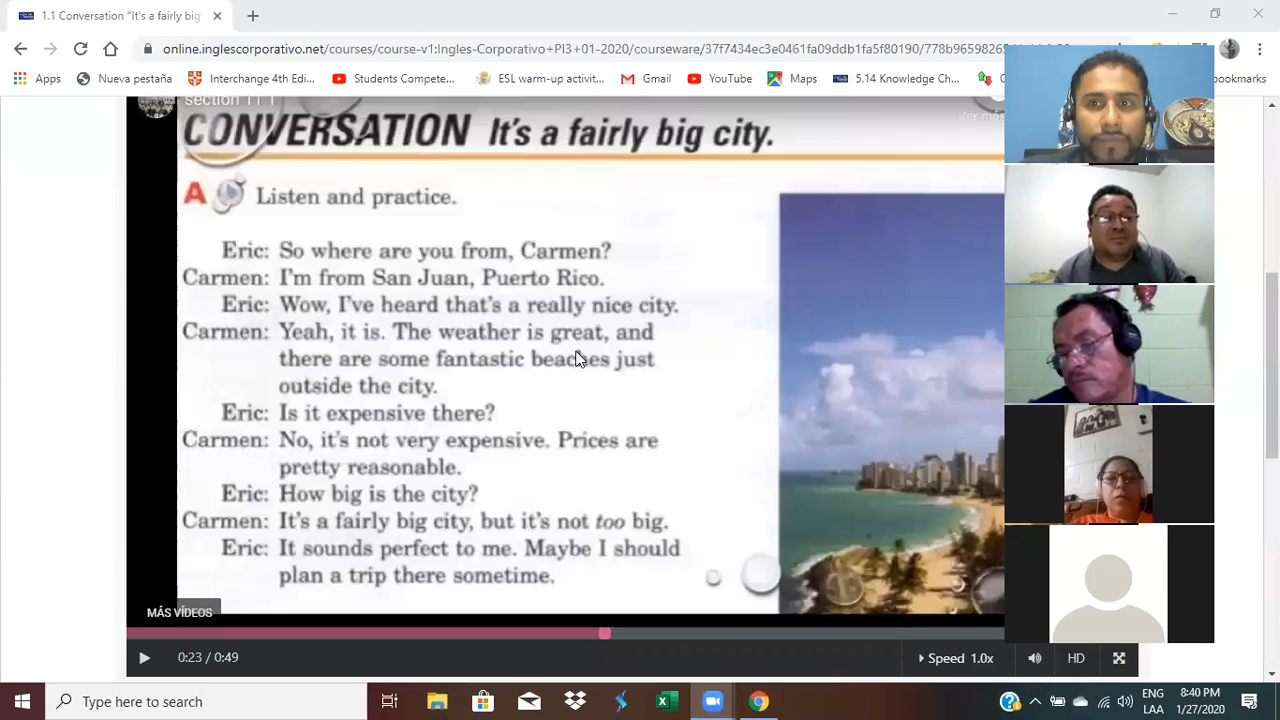 1.1 Conversation "It's a fairly big
online.inglescorporativo.net/courses/course-v1:Ingles-Corporativo+PI3+01-2020/courseware/37f7434ec3e0461fa09ddb1fa5f80190/778b96598265
Apps Nueva pestaña Interchange 4th Edi... Students Compete... ESL warm-up activit... Gmail YouTube Maps 5.14 Knowledge Ch... bookmarks
section 11 1
Ver más
CONVERSATION It's a fairly big city.
A Listen and practice.
Eric: So where are you from, Carmen?
Carmen: I'm from San Juan, Puerto Rico.
Eric: Wow, I've heard that's a really nice city.
Carmen: Yeah, it is. The weather is great, and
there are some fantastic beaches just
outside the city.
Eric: Is it expensive there?
Carmen: No, it's not very expensive. Prices are
pretty reasonable.
Eric: How big is the city?
Carmen: It's a fairly big city, but it's not too big.
Eric: It sounds perfect to me. Maybe I should
plan a trip there sometime.
MÁS VÍDEOS
0:23 / 0:49 Speed 1.0x HD
Type here to search
ENG 8:40 PM
LAA 1/27/2020